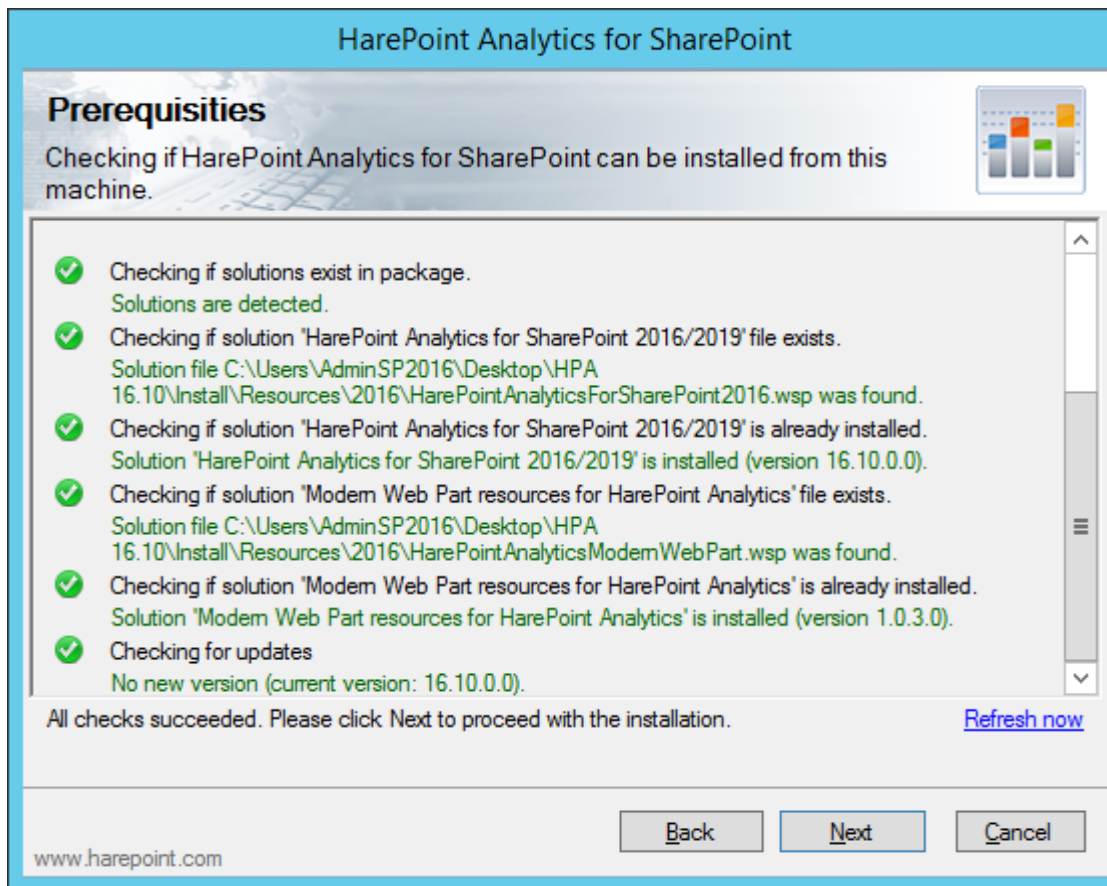 HarePoint Analytics for SharePoint
Prerequisities
Checking if HarePoint Analytics for SharePoint can be installed from this
machine.
Checking if solutions exist in package.
Solutions are detected.
Checking if solution 'HarePoint Analytics for SharePoint 2016/2019' file exists.
Solution file C:\Users\AdminSP2016\Desktop\HPA
16.10\Install\Resources\2016\HarePointAnalyticsForSharePoint2016.wsp was found.
Checking if solution 'HarePoint Analytics for SharePoint 2016/2019' is already installed.
Solution 'HarePoint Analytics for SharePoint 2016/2019' is installed (version 16.10.0.0).
Checking if solution 'Modern Web Part resources for HarePoint Analytics' file exists.
Solution file C:\Users\AdminSP2016\Desktop\HPA
16.10\Install\Resources\2016\HarePointAnalyticsModernWebPart.wsp was found.
Checking if solution 'Modern Web Part resources for HarePoint Analytics' is already installed.
Solution 'Modern Web Part resources for HarePoint Analytics' is installed (version 1.0.3.0).
Checking for updates
No new version (current version: 16.10.0.0).
All checks succeeded. Please click Next to proceed with the installation.
Refresh now
Back
Next
Cancel
www.harepoint.com